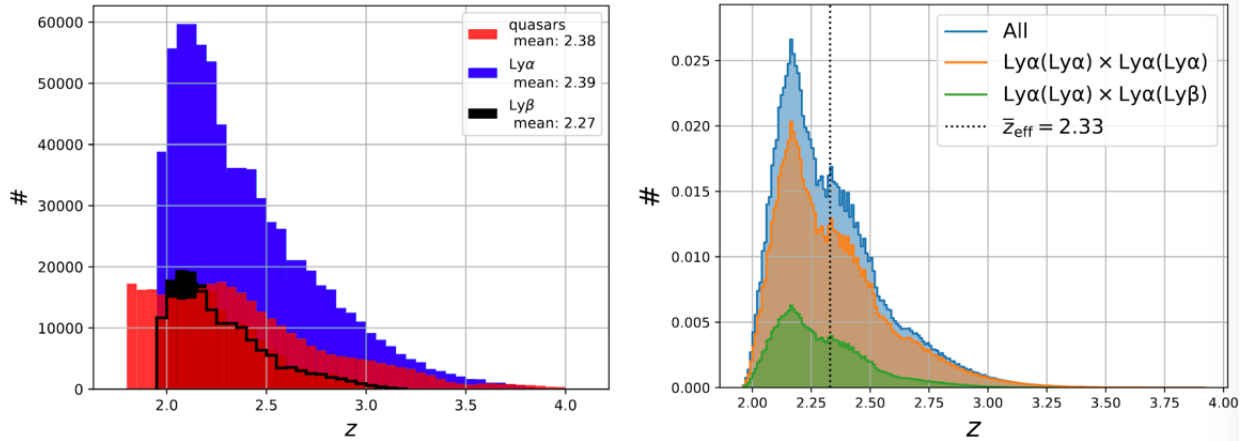 60000
50000
40000
30000
20000
10000
0
#
2.0 2.5 3.0 3.5 4.0
z
quasars
mean: 2.38
Lyα
mean: 2.39
Lyβ
mean: 2.27
0.025
0.020
0.015
0.010
0.005
0.000
#
2.00 2.25 2.50 2.75 3.00 3.25 3.50 3.75 4.00
z
All
Lyα(Lyα) × Lyα(Lyα)
Lyα(Lyα) × Lyα(Lyβ)
z̄eff = 2.33